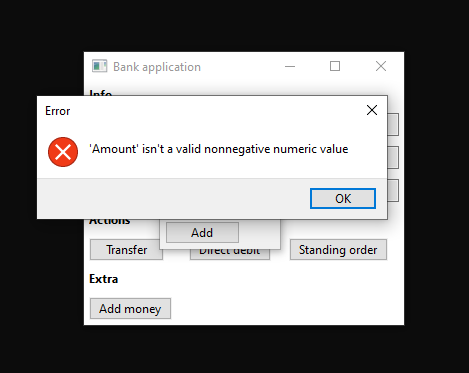 Bank application
Info
Error
'Amount' isn't a valid nonnegative numeric value
OK
Actions
Add
Transfer
Direct debit
Standing order
Extra
Add money